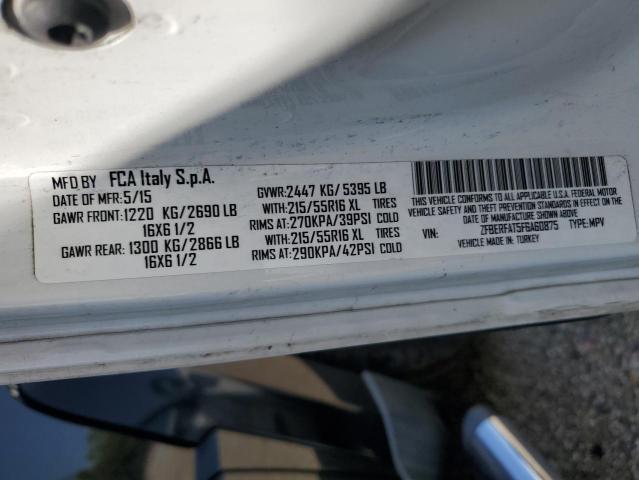 MFD BY FCA Italy S.p.A.
DATE OF MFR:5/15 GVWR:2447 KG/ 5395 LB
GAWR FRONT:1220 KG/2690 LB WITH:215/55R16 XL TIRES
16X6 1/2 RIMS AT:270KPA/39PSI COLD
GAWR REAR: 1300 KG/2866 LB WITH:215/55R16 XL TIRES
16X6 1/2 RIMS AT:290KPA/42PSI COLD
THIS VEHICLE CONFORMS TO ALL APPLICABLE U.S.A. FEDERAL MOTOR
VEHICLE SAFETY, BUMPER, AND THEFT PREVENTION STANDARDS IN EFFECT
ON THE DATE OF MANUFACTURE SHOWN ABOVE
VIN: ZFBERFAT5F6A60875 TYPE:MPV
VEHICLE MADE IN: TURKEY